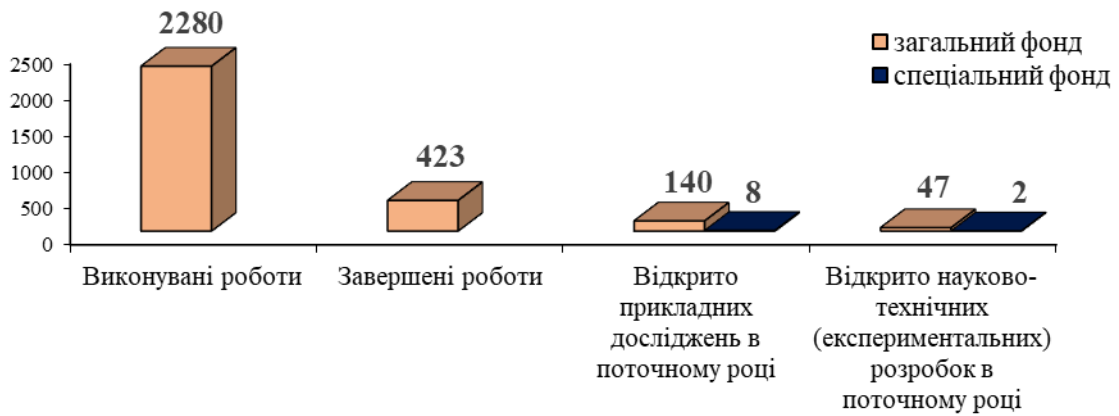 2280
423
140
8
47
2
загальний фонд
спеціальний фонд
2500
2000
1500
1000
500
0
Виконувані роботи
Завершені роботи
Відкрито
прикладних
досліджень в
поточному році
Відкрито науково-
технічних
(експериментальних)
розробок в
поточному році